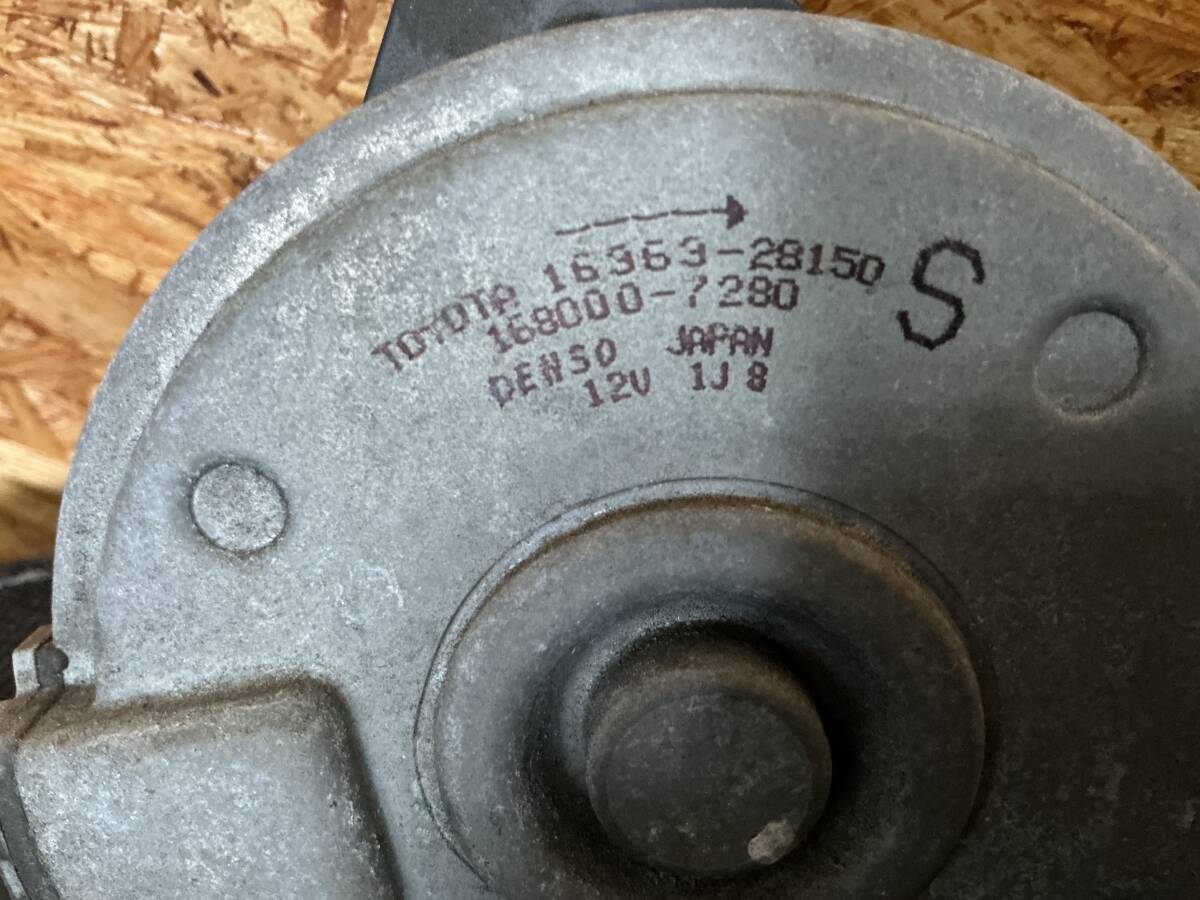 TOYOTA 16363-28150 S
168000-7280
DENSO JAPAN
12V 1J 8